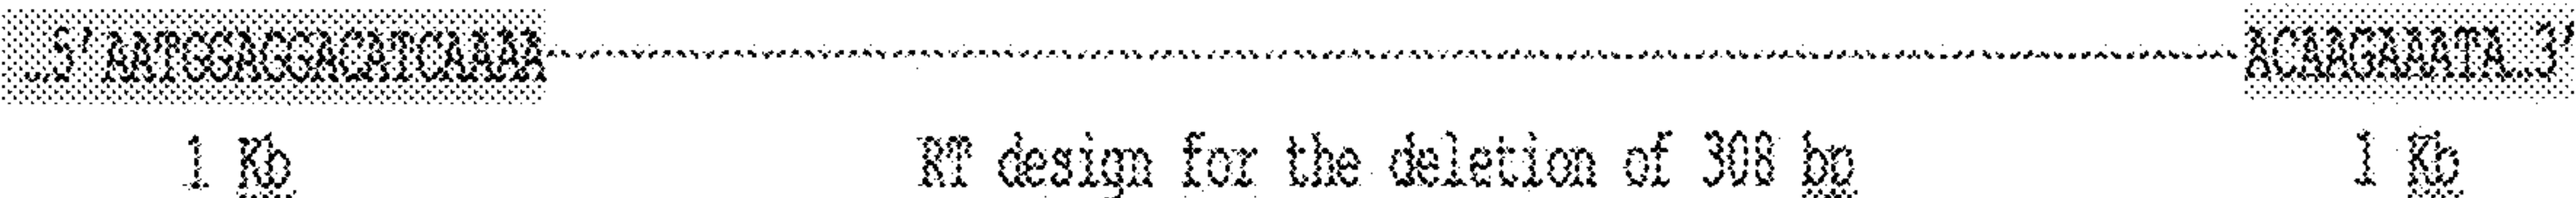 ..5'AATGGAGGACATCAAAA ACAAGAAATA..3'
1 Kb RT design for the deletion of 308 bp 1 Kb